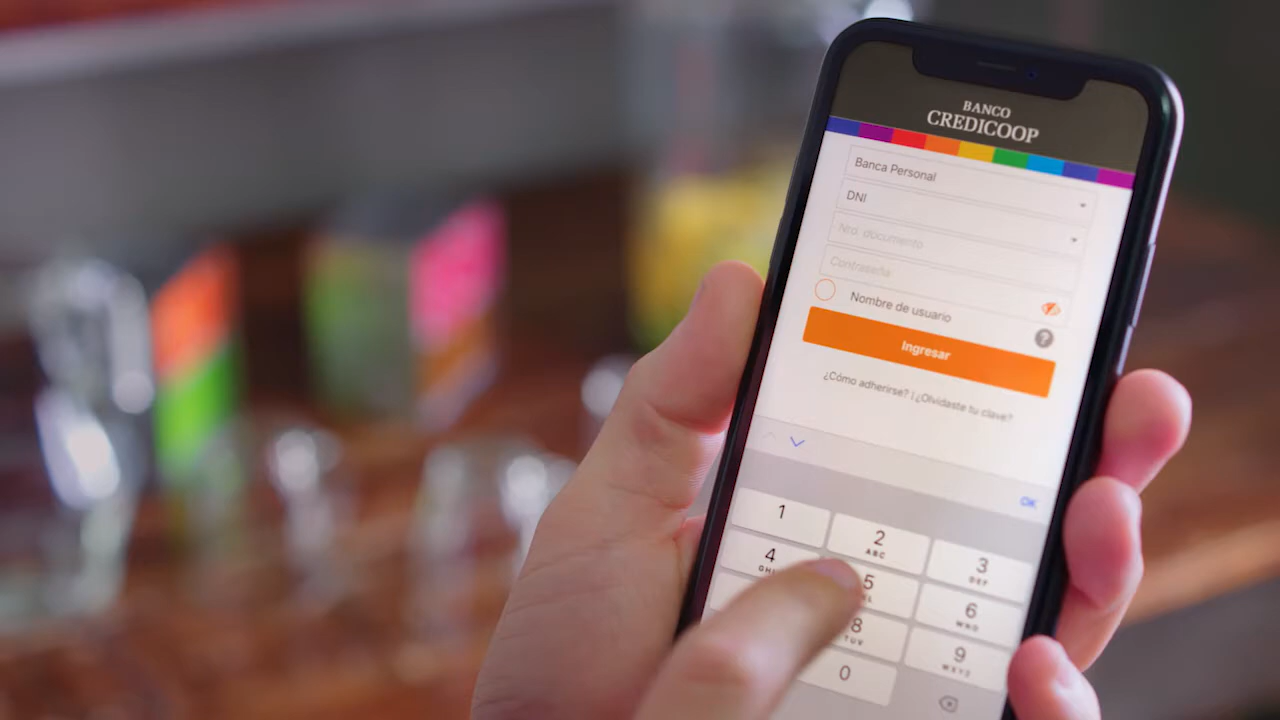 BANCO
CREDICOOP
Banca Personal
DNI
Nro. documento
Contraseña
Nombre de usuario
?
Ingresar
¿Cómo adherirse? | ¿Olvidaste tu clave?
OK
1
2
ABC
3
DEF
4
5
6
MNO
8
TUV
9
WXYZ
0